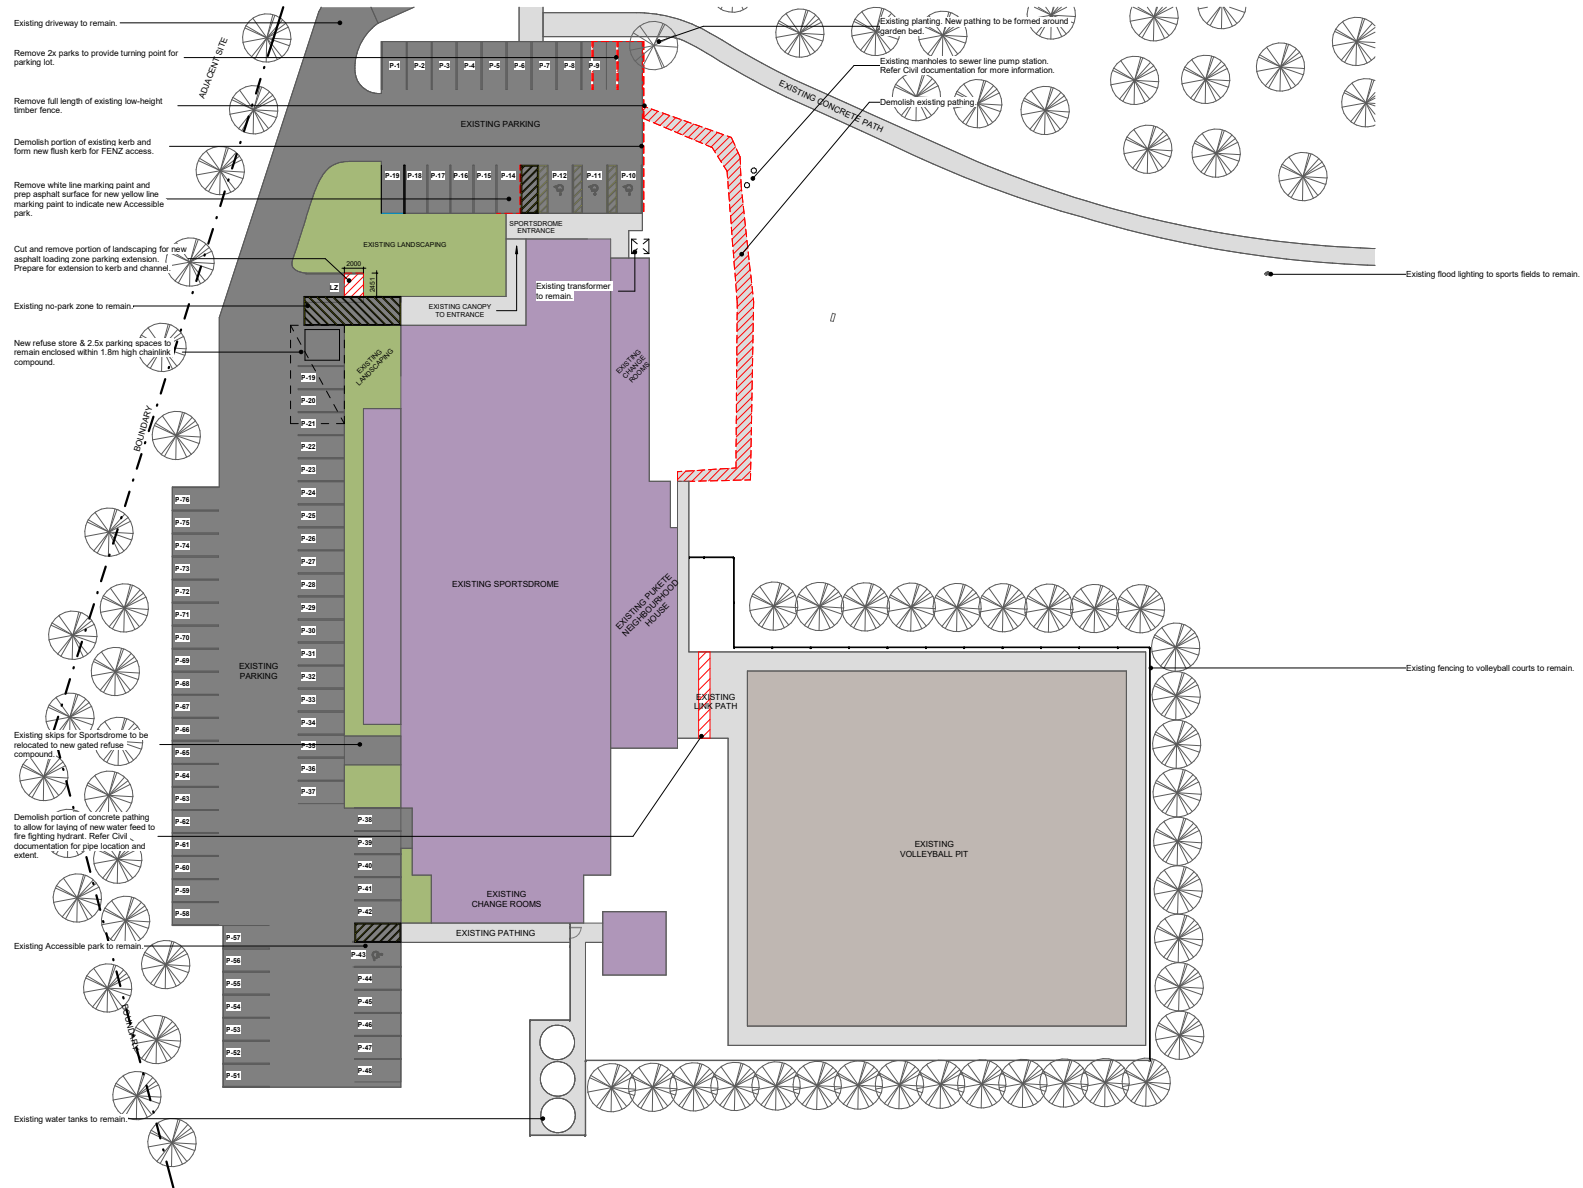 Existing driveway to remain.
Remove 2x parks to provide turning point for
parking lot.
Remove full length of existing low-height
timber fence.
Demolish portion of existing kerb and
form new flush kerb for FENZ access.
Remove white line marking paint and
prep asphalt surface for new yellow line
marking paint to indicate new Accessible
park.
Cut and remove portion of landscaping for new
asphalt loading zone parking extension.
Prepare for extension to kerb and channel.
Existing no-park zone to remain.
New refuse store & 2.5x parking spaces to
remain enclosed within 1.8m high chainlink
compound.
Existing skips for Sportsdrome to be
relocated to new gated refuse
compound.
Demolish portion of concrete pathing
to allow for laying of new water feed to
fire fighting hydrant. Refer Civil
documentation for pipe location and
extent.
Existing Accessible park to remain.
Existing water tanks to remain.
ADJACENT SITE
BOUNDARY
BOUNDARY
P-1
P-2
P-3
P-4
P-5
P-6
P-7
P-8
P-9
EXISTING PARKING
P-19
P-18
P-17
P-16
P-15
P-14
P-12
P-11
P-10
SPORTSDROME
ENTRANCE
EXISTING LANDSCAPING
2000
2451
LZ
EXISTING CANOPY
TO ENTRANCE
Existing transformer
to remain.
EXISTING
LANDSCAPING
EXISTING
CHANGE
ROOMS
P-19
P-20
P-21
P-22
P-23
P-24
P-25
P-26
P-27
P-28
P-29
P-30
P-31
P-32
P-33
P-34
P-35
P-36
P-37
P-38
P-39
P-40
P-41
P-42
P-43
P-44
P-45
P-46
P-47
P-48
P-76
P-75
P-74
P-73
P-72
P-71
P-70
P-69
P-68
P-67
P-66
P-65
P-64
P-63
P-62
P-61
P-60
P-59
P-58
P-57
P-56
P-55
P-54
P-53
P-52
P-51
EXISTING
PARKING
EXISTING SPORTSDROME
EXISTING PUKETE
NEIGHBOURHOOD
HOUSE
EXISTING
LINK PATH
EXISTING
CHANGE ROOMS
EXISTING PATHING
EXISTING
VOLLEYBALL PIT
Existing planting. New pathing to be formed around
garden bed.
Existing manholes to sewer line pump station.
Refer Civil documentation for more information.
Demolish existing pathing.
EXISTING CONCRETE PATH
Existing flood lighting to sports fields to remain.
Existing fencing to volleyball courts to remain.